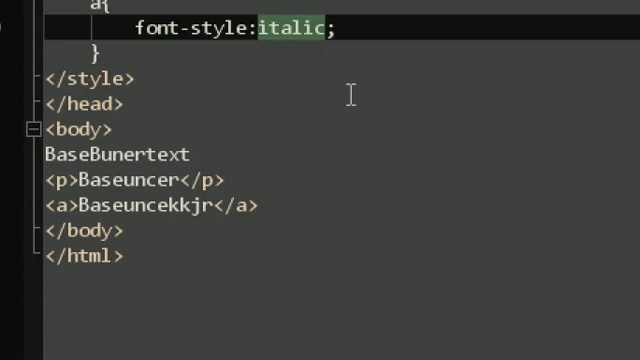 a{
font-style:italic;
}
</style>
</head>
<body>
BaseBunertext
<p>Baseuncer</p>
<a>Baseuncekkjr</a>
</body>
</html>